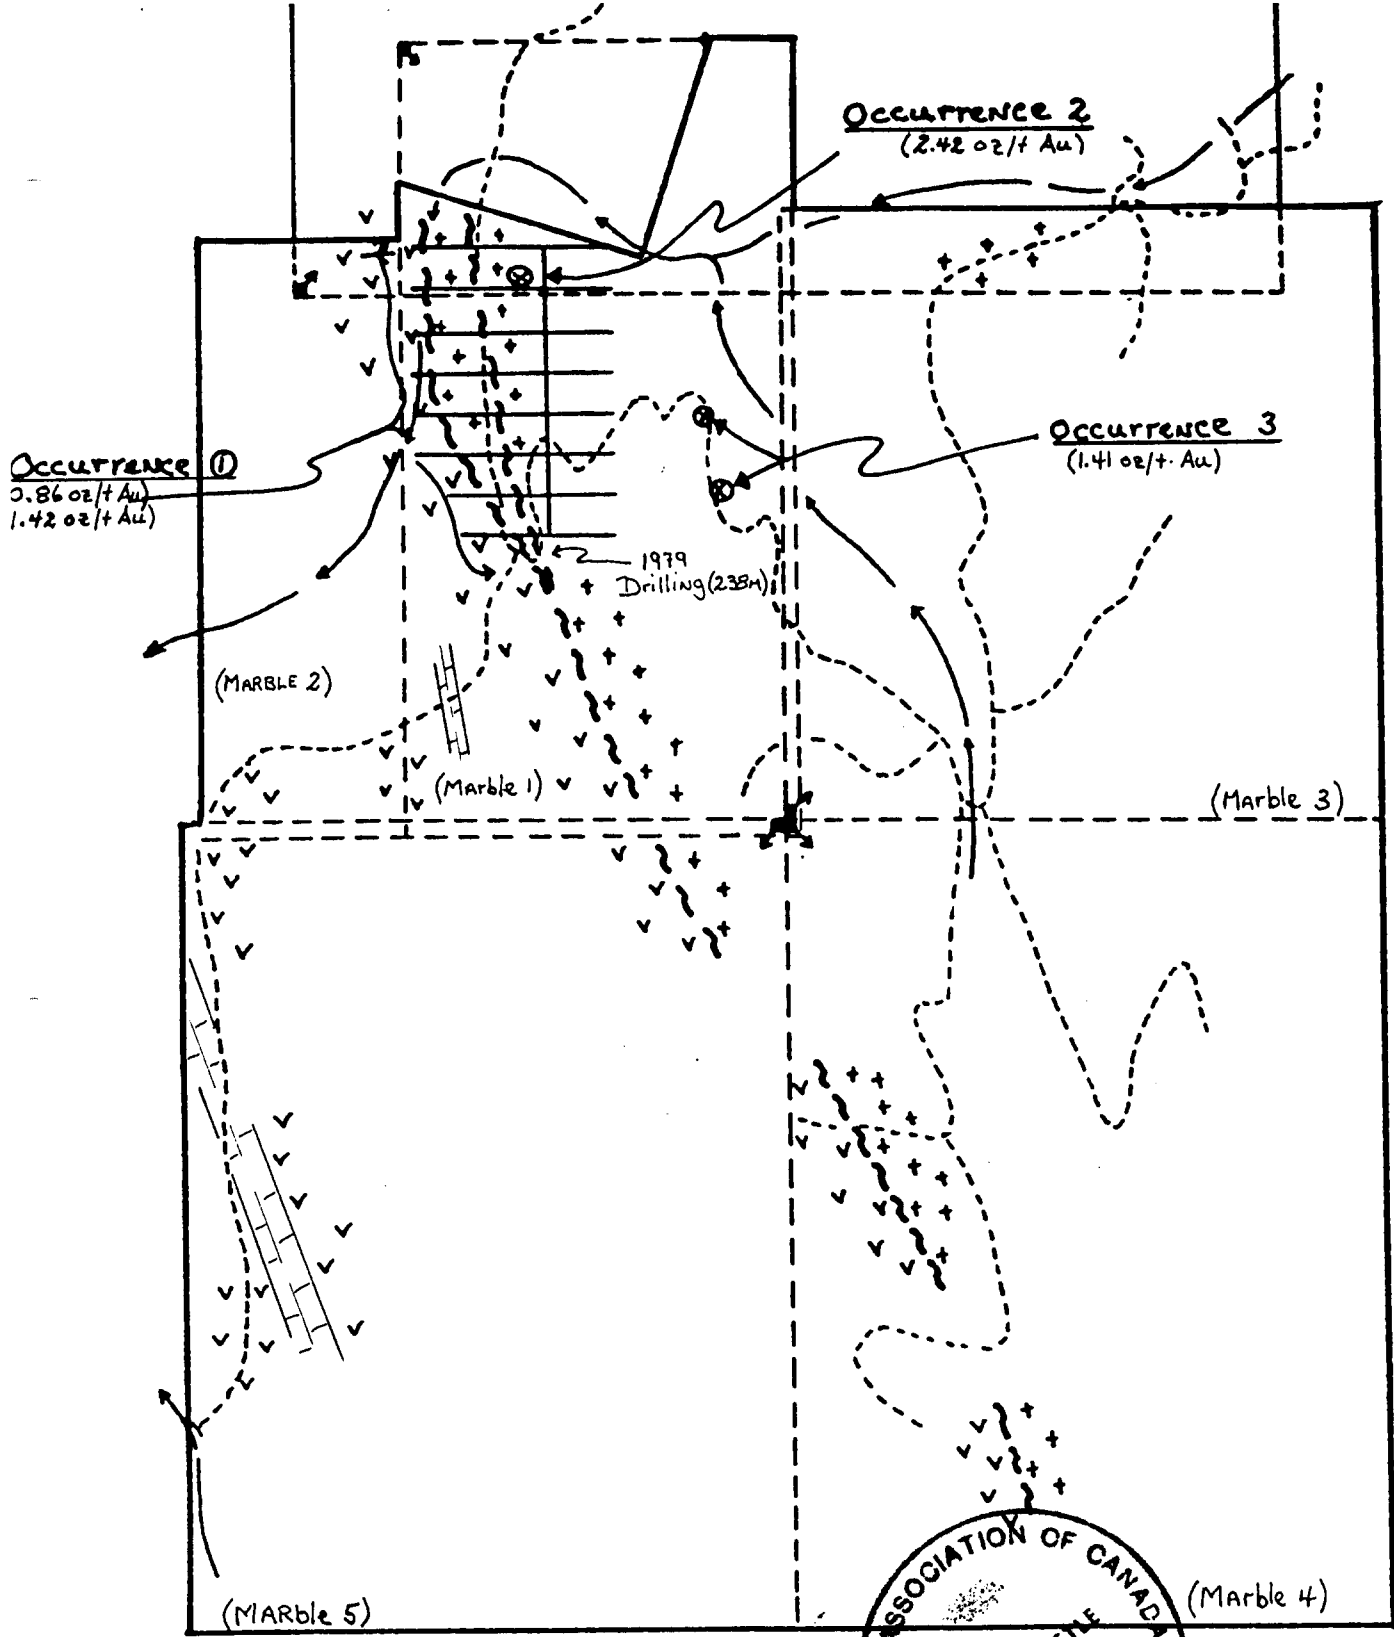 Occurrence 2
(2.42 oz/t Au)
Occurrence 3
(1.41 oz/t. Au)
Occurrence ①
0.86 oz/t Au)
1.42 oz/t Au)
1979
Drilling (238M)
(MARBLE 2)
(Marble 1)
(Marble 3)
(MARble 5)
(Marble 4)
SSOCIATION OF CANADA